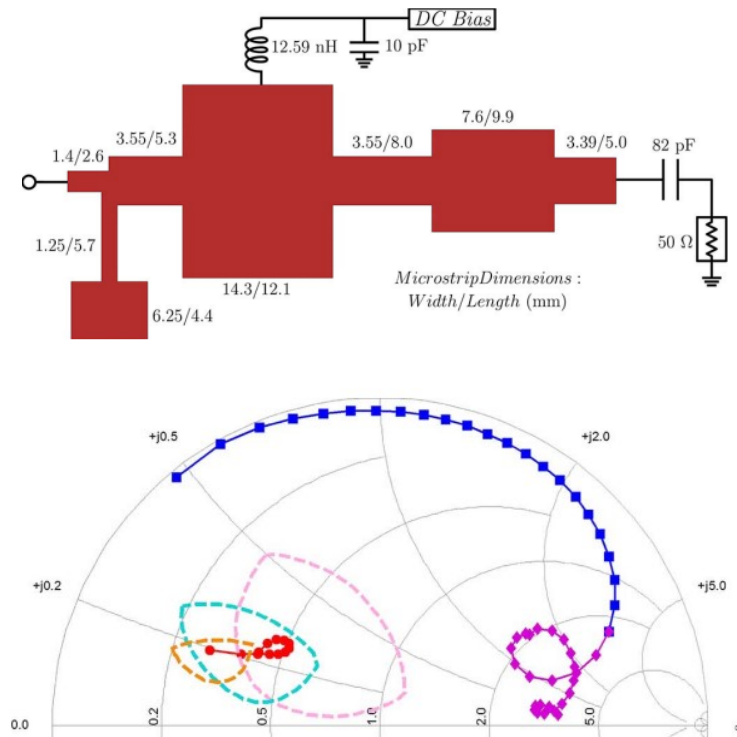 DC Bias
12.59 nH
10 pF
3.55/5.3
7.6/9.9
1.4/2.6
3.55/8.0
3.39/5.0
82 pF
1.25/5.7
50 Ω
14.3/12.1
6.25/4.4
MicrostripDimensions :
Width/Length (mm)
+j0.5
+j2.0
+j0.2
+j5.0
0.0
0.2
0.5
1.0
2.0
5.0